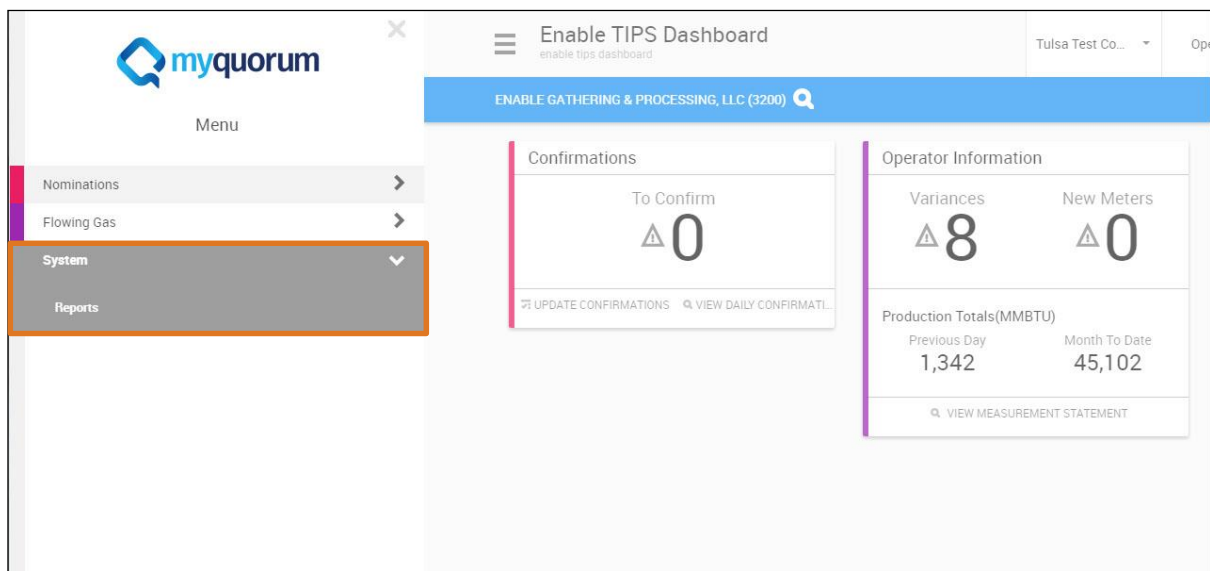 myquorum
Menu
Nominations
Flowing Gas
System
Reports
Enable TIPS Dashboard
enable tips dashboard
Tulsa Test Co...
Ope
ENABLE GATHERING & PROCESSING, LLC (3200)
Confirmations
To Confirm
0
UPDATE CONFIRMATIONS VIEW DAILY CONFIRMATI...
Operator Information
Variances New Meters
8 0
Production Totals(MMBTU)
Previous Day Month To Date
1,342 45,102
VIEW MEASUREMENT STATEMENT